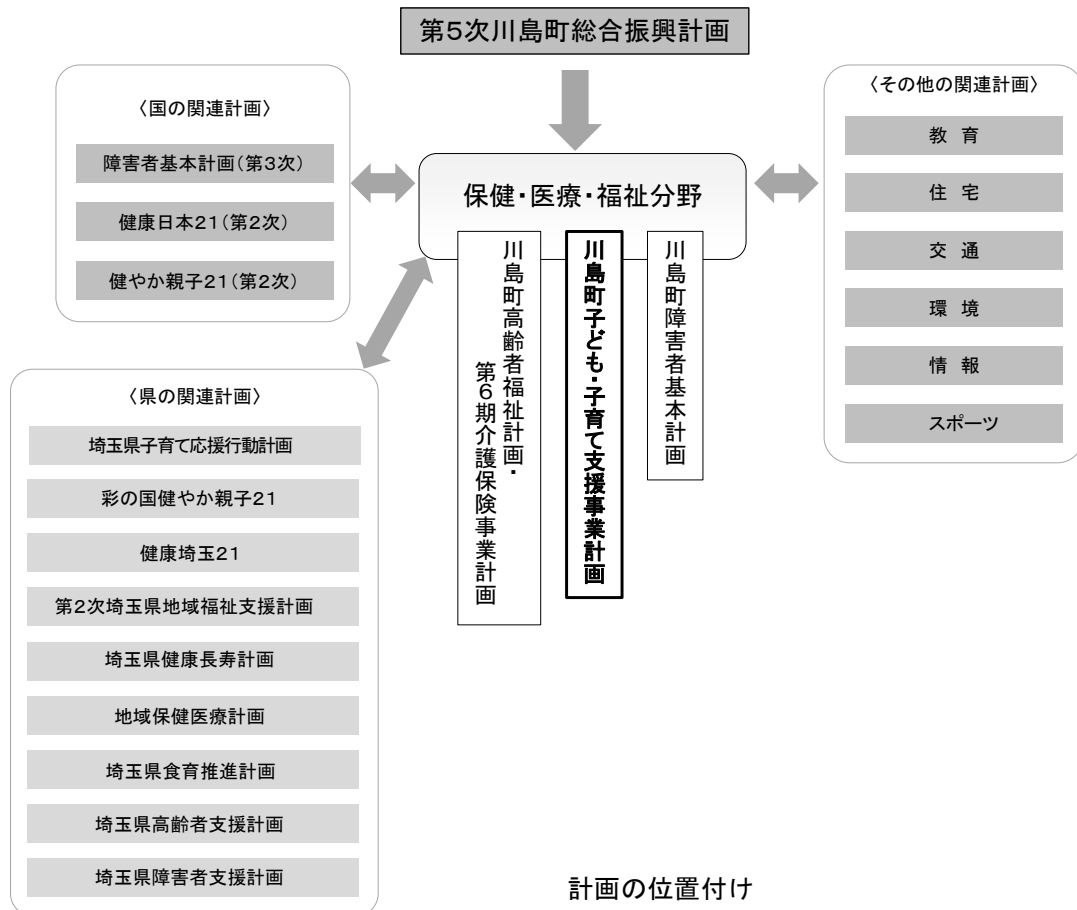 第5次川島町総合振興計画
〈国の関連計画〉
障害者基本計画(第3次)
健康日本21(第2次)
健やか親子21(第2次)
保健・医療・福祉分野
〈その他の関連計画〉
教 育
住 宅
交 通
環 境
情 報
スポーツ
川島町高齢者福祉計画・
第6期介護保険事業計画
川島町子ども・子育て支援事業計画
川島町障害者基本計画
〈県の関連計画〉
埼玉県子育て応援行動計画
彩の国健やか親子21
健康埼玉21
第2次埼玉県地域福祉支援計画
埼玉県健康長寿計画
地域保健医療計画
埼玉県食育推進計画
埼玉県高齢者支援計画
埼玉県障害者支援計画
計画の位置付け